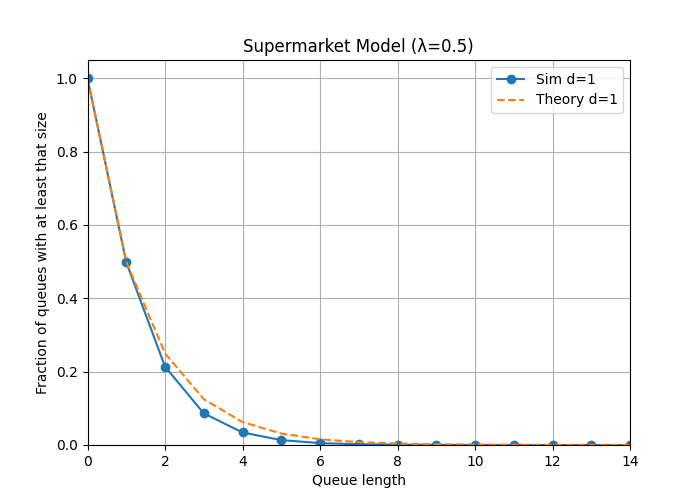 Supermarket Model (λ=0.5)
Sim d=1
Theory d=1
Fraction of queues with at least that size
1.0
0.8
0.6
0.4
0.2
0.0
0 2 4 6 8 10 12 14
Queue length